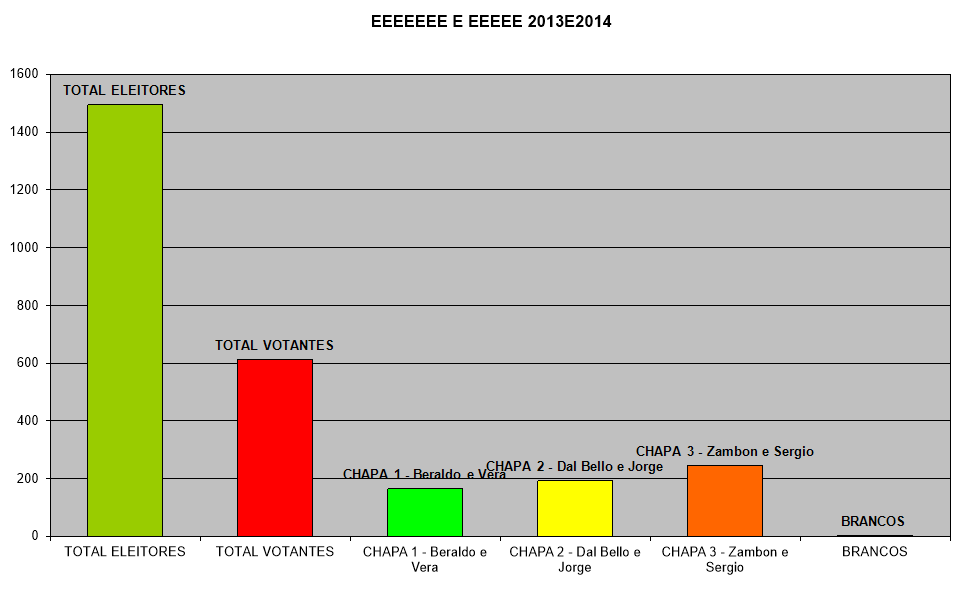 EEEEEEE E EEEEE 2013E2014
1600
TOTAL ELEITORES
1400
1200
1000
800
TOTAL VOTANTES
600
400
CHAPA 3 - Zambon e Sergio
CHAPA 2 - Dal Bello e Jorge
CHAPA 1 - Beraldo e Vera
200
BRANCOS
0
TOTAL ELEITORES
TOTAL VOTANTES
CHAPA 1 - Beraldo e
Vera
CHAPA 2 - Dal Bello e
Jorge
CHAPA 3 - Zambon e
Sergio
BRANCOS